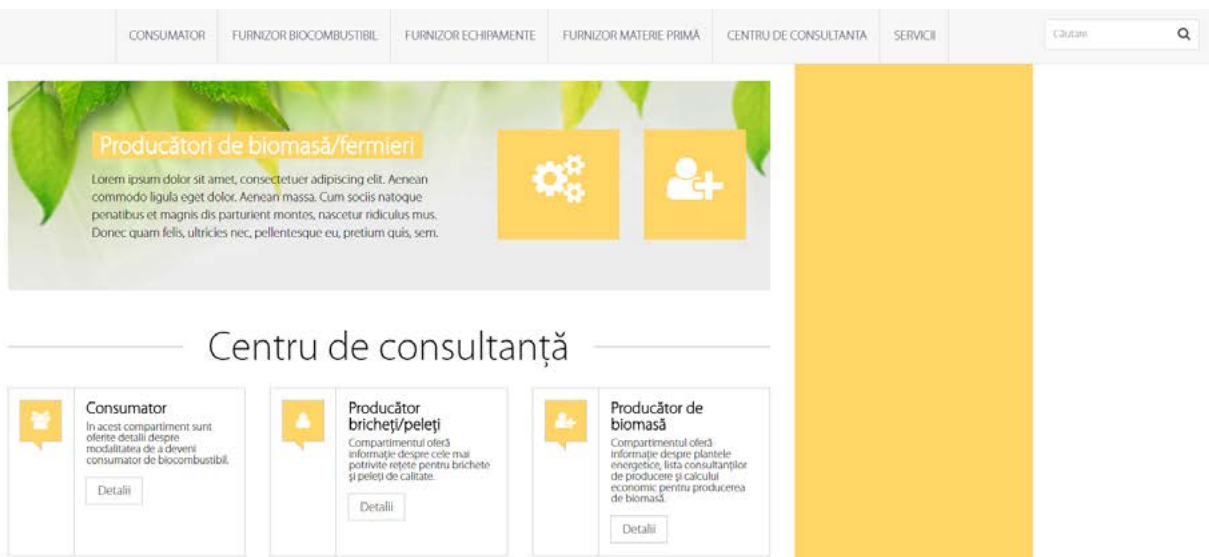 CONSUMATOR FURNIZOR BIOCOMBUSTIBIL FURNIZOR ECHIPAMENTE FURNIZOR MATERIE PRIMĂ CENTRU DE CONSULTANTA SERVICII Căutare
Producători de biomasă/fermieri
Lorem ipsum dolor sit amet, consectetuer adipiscing elit. Aenean
commodo ligula eget dolor. Aenean massa. Cum sociis natoque
penatibus et magnis dis parturient montes, nascetur ridiculus mus.
Donec quam felis, ultricies nec, pellentesque eu, pretium quis, sem.
Centru de consultanță
Consumator
In acest compartiment sunt
oferite detalii despre
modalitatea de a deveni
consumator de biocombustibil.
Detalii
Producător
bricheți/peleți
Compartimentul oferă
informație despre cele mai
potrivite rețete pentru brichete
și peleți de calitate.
Detalii
Producător de
biomasă
Compartimentul oferă
informație despre plantele
energetice, lista consultanților
de producere și calcului
economic pentru producerea
de biomasă.
Detalii